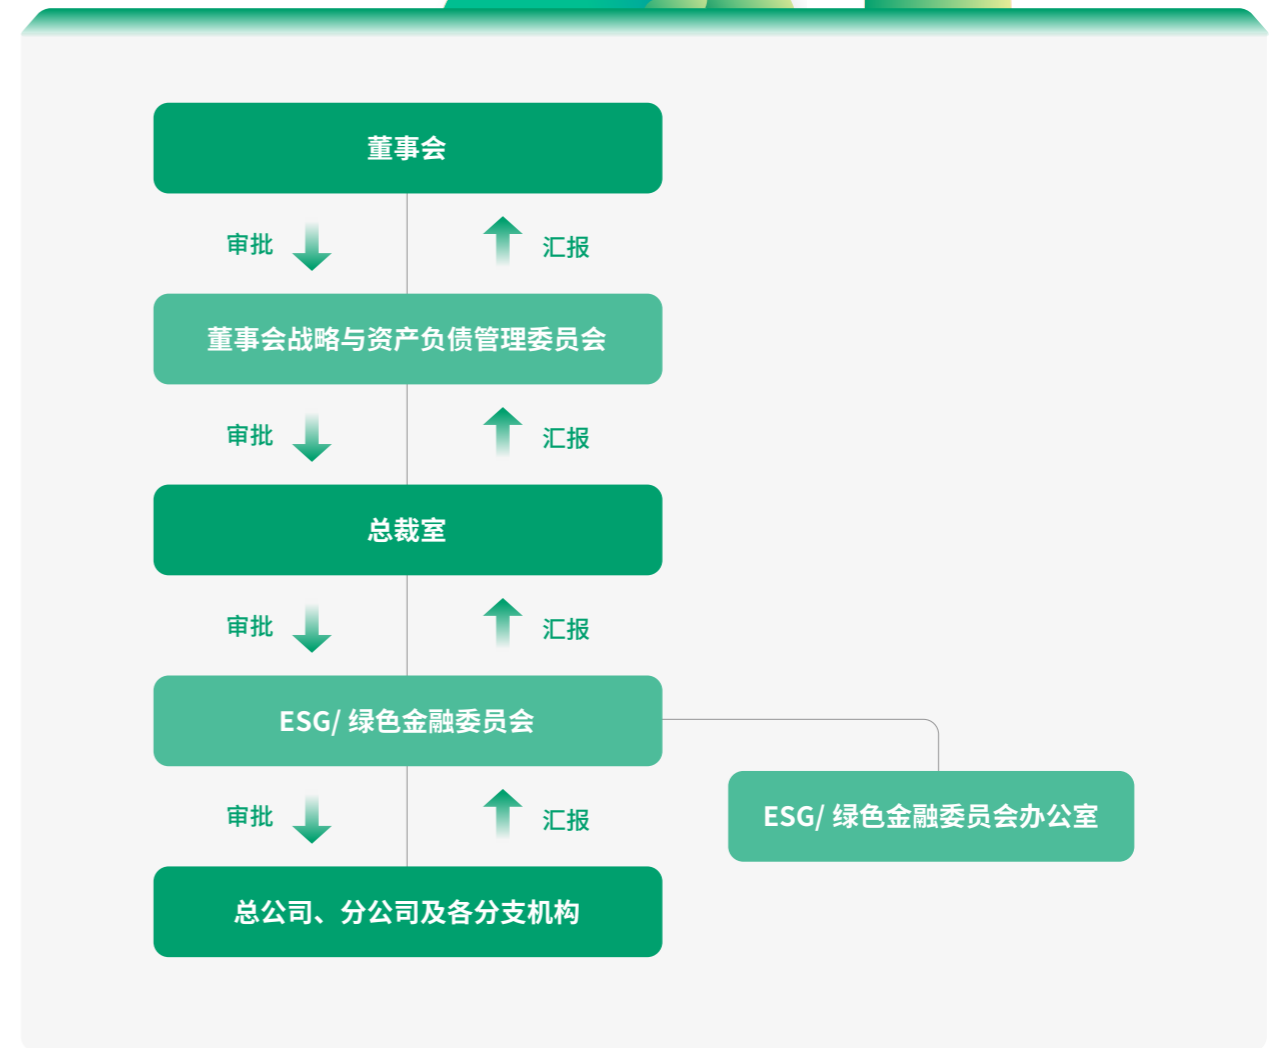 董事会
审批
汇报
董事会战略与资产负债管理委员会
审批
汇报
总裁室
审批
汇报
ESG/ 绿色金融委员会
ESG/ 绿色金融委员会办公室
审批
汇报
总公司、分公司及各分支机构